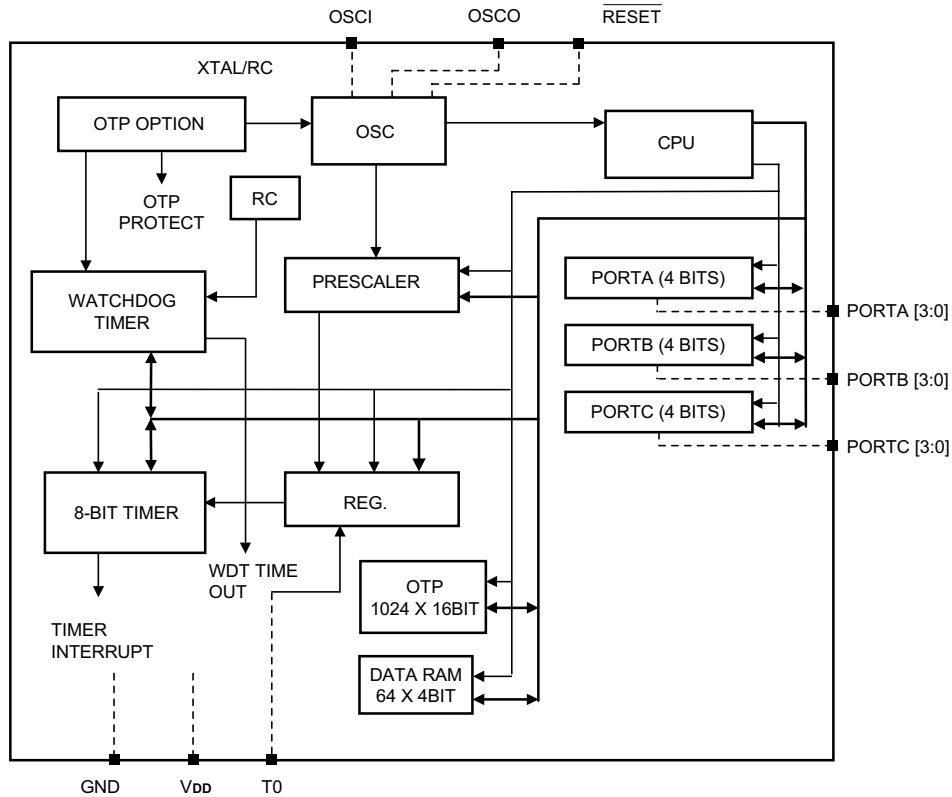 OSCI
OSCO
RESET
XTAL/RC
OTP OPTION
OSC
CPU
OTP
PROTECT
RC
WATCHDOG
TIMER
PRESCALER
PORTA (4 BITS)
PORTA [3:0]
PORTB (4 BITS)
PORTB [3:0]
PORTC (4 BITS)
PORTC [3:0]
8-BIT TIMER
REG.
WDT TIME
OUT
OTP
1024 X 16BIT
TIMER
INTERRUPT
DATA RAM
64 X 4BIT
GND
VDD
T0